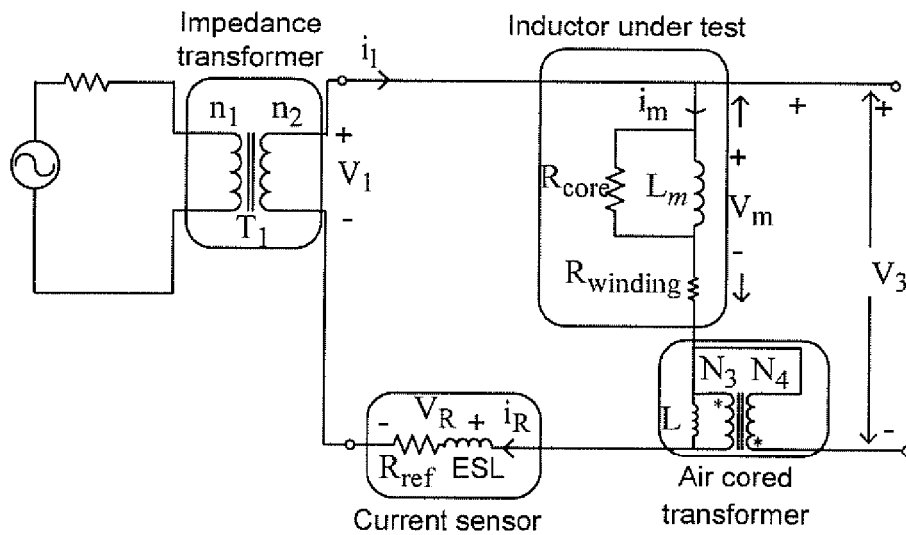 Impedance
transformer
Inductor under test
i1
n1 n2
+
V1
-
T1
im
+
+
Rcore
Lm
+
Vm
-
Rwinding
V3
N3 N4
*
L
*
-
Air cored
transformer
VR
- + iR
Rref
ESL
Current sensor